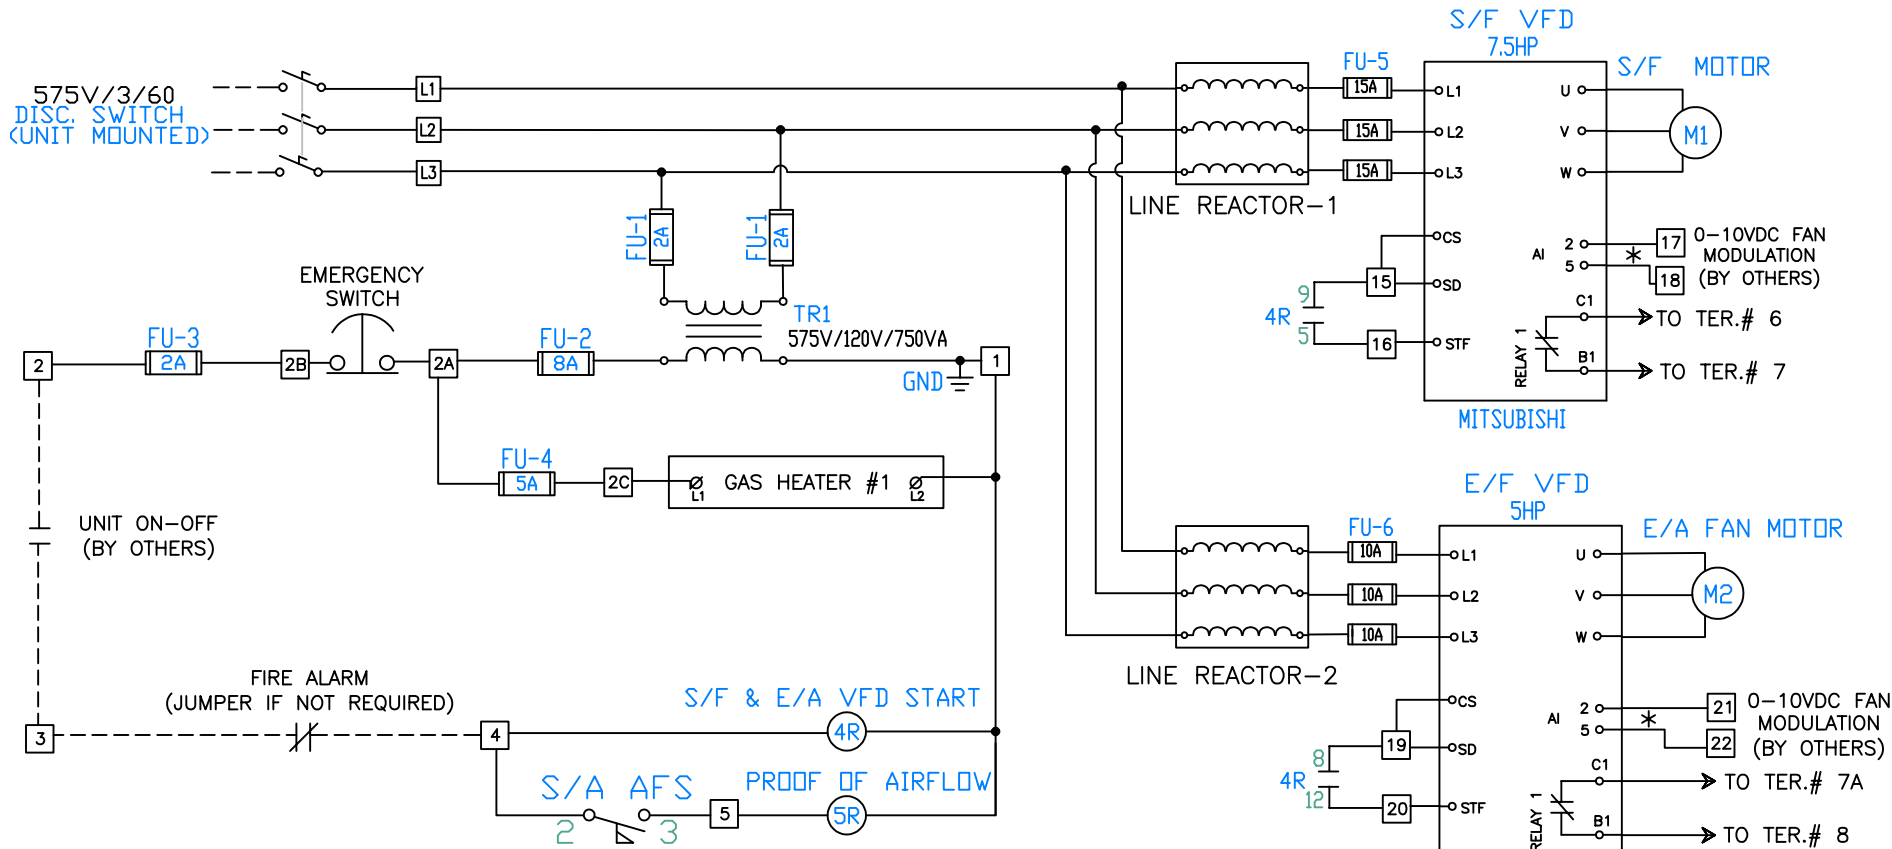 575V/3/60
DISC. SWITCH
(UNIT MOUNTED)
L1
L2
L3
FU-1
2A
FU-1
2A
TR1
575V/120V/750VA
EMERGENCY
SWITCH
2
FU-3
2A
2B
2A
FU-2
8A
GND
1
FU-4
5A
2C
L1
GAS HEATER #1
L2
UNIT ON-OFF
(BY OTHERS)
3
FIRE ALARM
(JUMPER IF NOT REQUIRED)
4
S/F & E/A VFD START
4R
S/A AFS
2
3
5
PROOF OF AIRFLOW
5R
LINE REACTOR-1
FU-5
15A
15A
15A
S/F VFD
7.5HP
L1
L2
L3
U
V
W
S/F MOTOR
M1
CS
SD
STF
15
16
9
4R
5
AI
2
5
*
17
18
0-10VDC FAN
MODULATION
(BY OTHERS)
C1
RELAY 1
B1
TO TER.# 6
TO TER.# 7
MITSUBISHI
LINE REACTOR-2
FU-6
10A
10A
10A
E/F VFD
5HP
L1
L2
L3
U
V
W
E/A FAN MOTOR
M2
CS
SD
STF
19
20
8
4R
12
AI
2
5
*
21
22
0-10VDC FAN
MODULATION
(BY OTHERS)
C1
RELAY 1
B1
TO TER.# 7A
TO TER.# 8